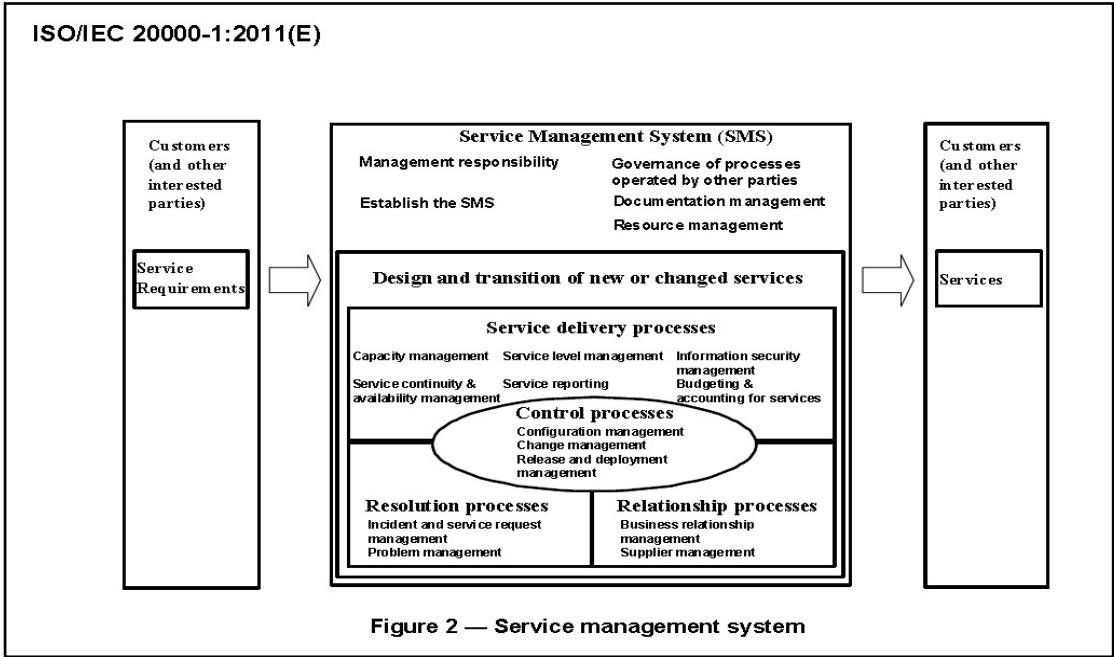 ISO/IEC 20000-1:2011(E)
Customers
(and other
interested
parties)
Service
Requirements
Service Management System (SMS)
Management responsibility
Establish the SMS
Governance of processes
operated by other parties
Documentation management
Resource management
Design and transition of new or changed services
Service delivery processes
Capacity management
Service continuity &
availability management
Service level management
Service reporting
Information security
management
Budgeting &
accounting for services
Control processes
Configuration management
Change management
Release and deployment
management
Resolution processes
Incident and service request
management
Problem management
Relationship processes
Business relationship
management
Supplier management
Customers
(and other
interested
parties)
Services
Figure 2 — Service management system